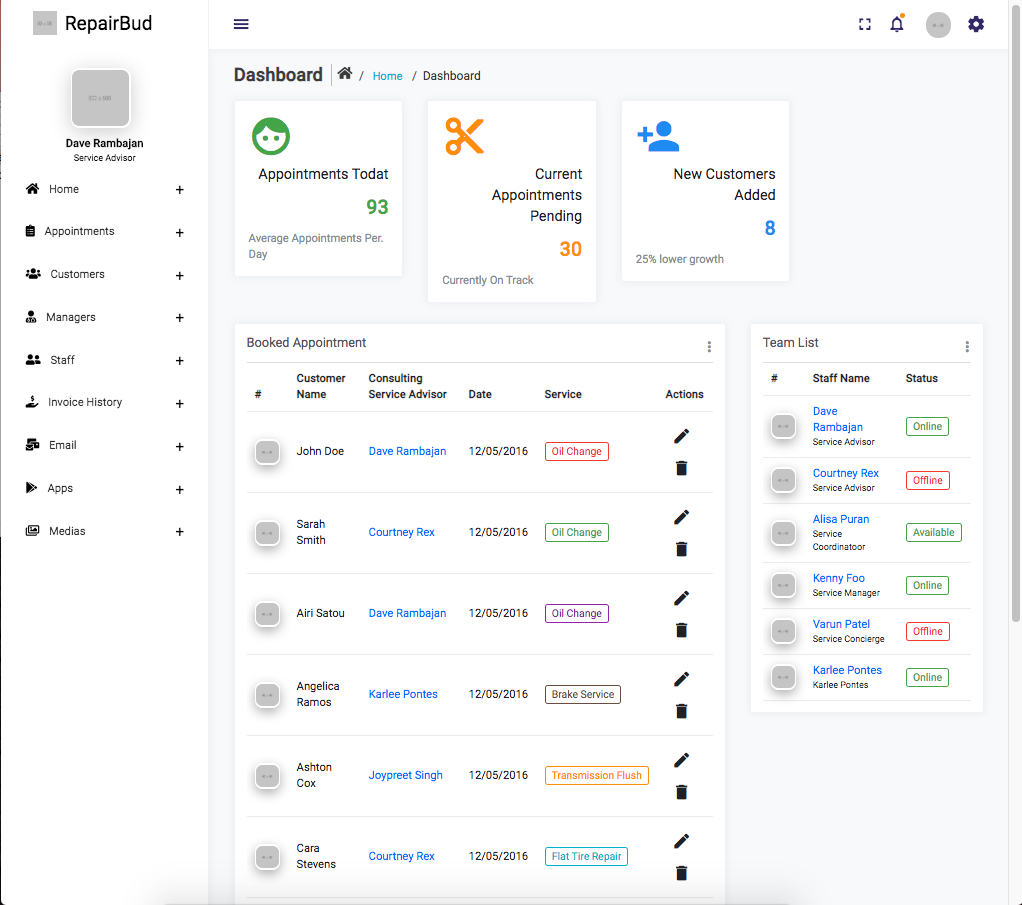 RepairBud
Dave Rambajan
Service Advisor
Home +
Appointments +
Customers +
Managers +
Staff +
Invoice History +
Email +
Apps +
Medias +
Dashboard / Home / Dashboard
Appointments Todat
93
Average Appointments Per.
Day
Current
Appointments
Pending
30
Currently On Track
New Customers
Added
8
25% lower growth
Booked Appointment
# Customer Name Consulting Service Advisor Date Service Actions
John Doe Dave Rambajan 12/05/2016 Oil Change
Sarah Smith Courtney Rex 12/05/2016 Oil Change
Airi Satou Dave Rambajan 12/05/2016 Oil Change
Angelica Ramos Karlee Pontes 12/05/2016 Brake Service
Ashton Cox Joypreet Singh 12/05/2016 Transmission Flush
Cara Stevens Courtney Rex 12/05/2016 Flat Tire Repair
Team List
# Staff Name Status
Dave Rambajan Online
Service Advisor
Courtney Rex Offline
Service Advisor
Alisa Puran Available
Service
Coordinatoor
Kenny Foo Online
Service Manager
Varun Patel Offline
Service Concierge
Karlee Pontes Online
Karlee Pontes